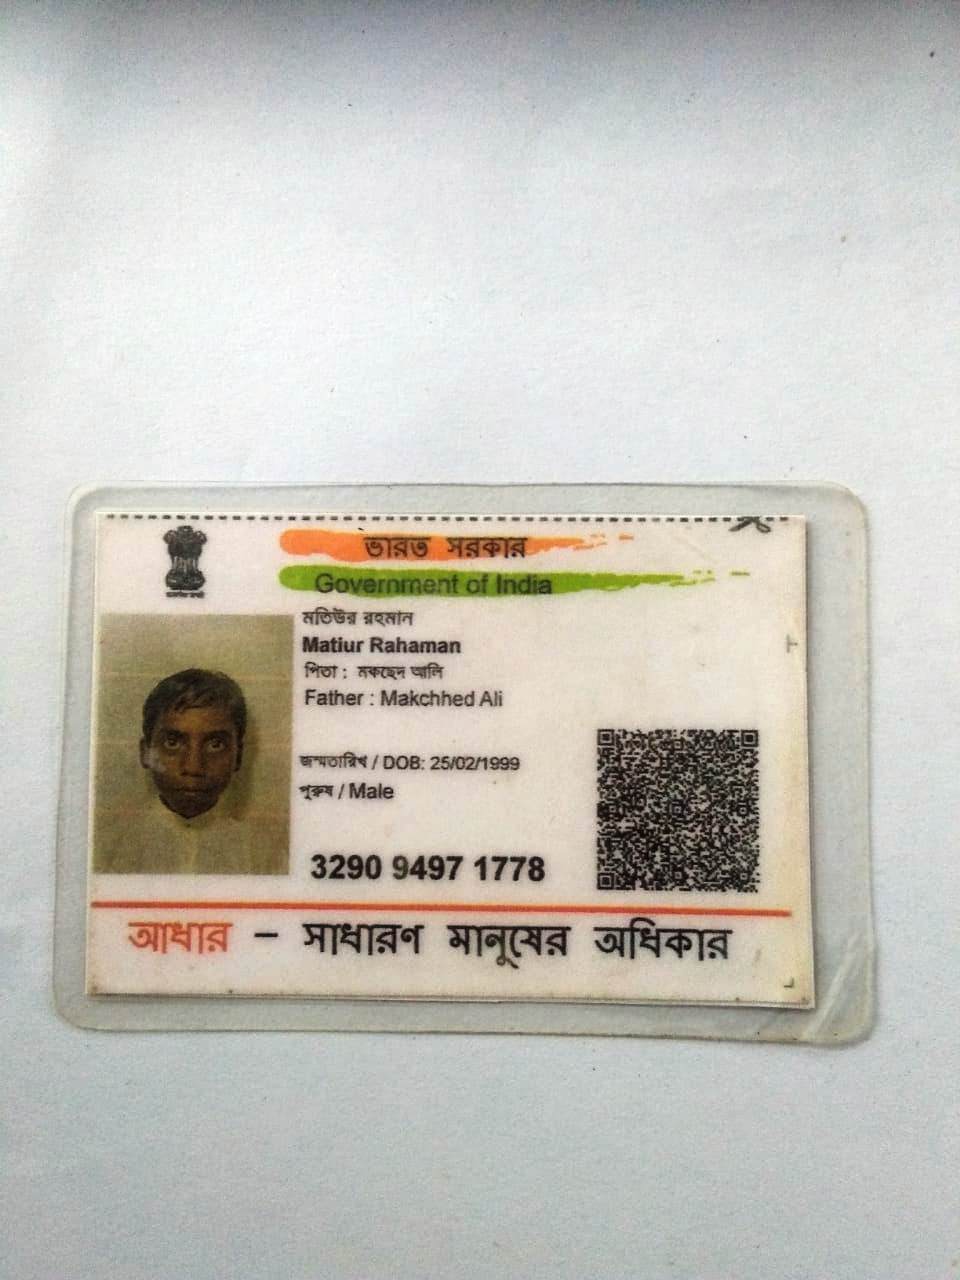 ভারত সরকার
Government of India
মতিউর রহমান
Matiur Rahaman
পিতা : মকছেদ আলি
Father : Makchhed Ali
জন্মতারিখ / DOB: 25/02/1999
পুরুষ / Male
3290 9497 1778
আধার – সাধারণ মানুষের অধিকার